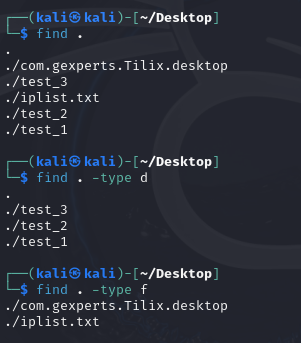 ┌──(kali㉿kali)-[~/Desktop]
└─$ find .
.
./com.gexperts.Tilix.desktop
./test_3
./iplist.txt
./test_2
./test_1
┌──(kali㉿kali)-[~/Desktop]
└─$ find . -type d
.
./test_3
./test_2
./test_1
┌──(kali㉿kali)-[~/Desktop]
└─$ find . -type f
./com.gexperts.Tilix.desktop
./iplist.txt